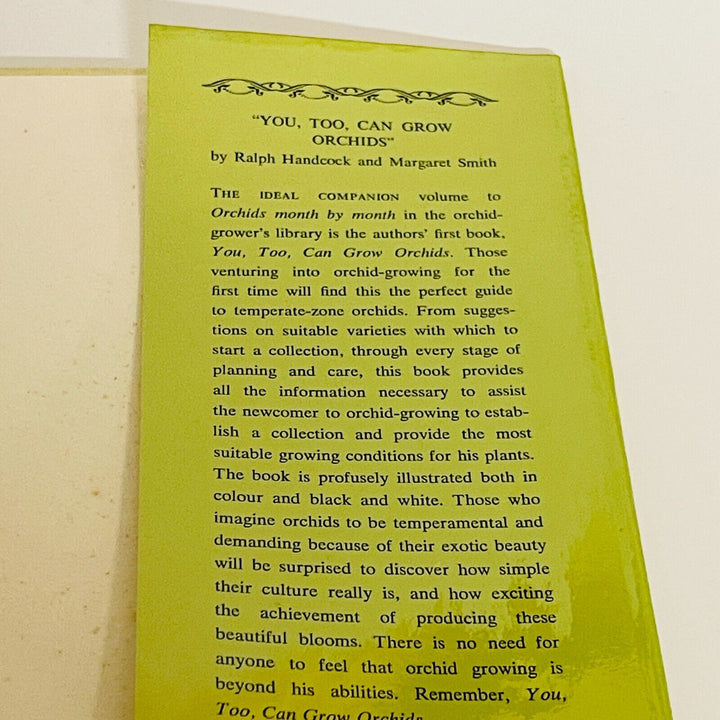 "YOU, TOO, CAN GROW
ORCHIDS"
by Ralph Handcock and Margaret Smith
THE IDEAL COMPANION volume to
Orchids month by month in the orchid-
grower's library is the authors' first book,
You, Too, Can Grow Orchids. Those
venturing into orchid-growing for the
first time will find this the perfect guide
to temperate-zone orchids. From sugges-
tions on suitable varieties with which to
start a collection, through every stage of
planning and care, this book provides
all the information necessary to assist
the newcomer to orchid-growing to estab-
lish a collection and provide the most
suitable growing conditions for his plants.
The book is profusely illustrated both in
colour and black and white. Those who
imagine orchids to be temperamental and
demanding because of their exotic beauty
will be surprised to discover how simple
their culture really is, and how exciting
the achievement of producing these
beautiful blooms. There is no need for
anyone to feel that orchid growing is
beyond his abilities. Remember, You,
Too, Can Grow Orchids.